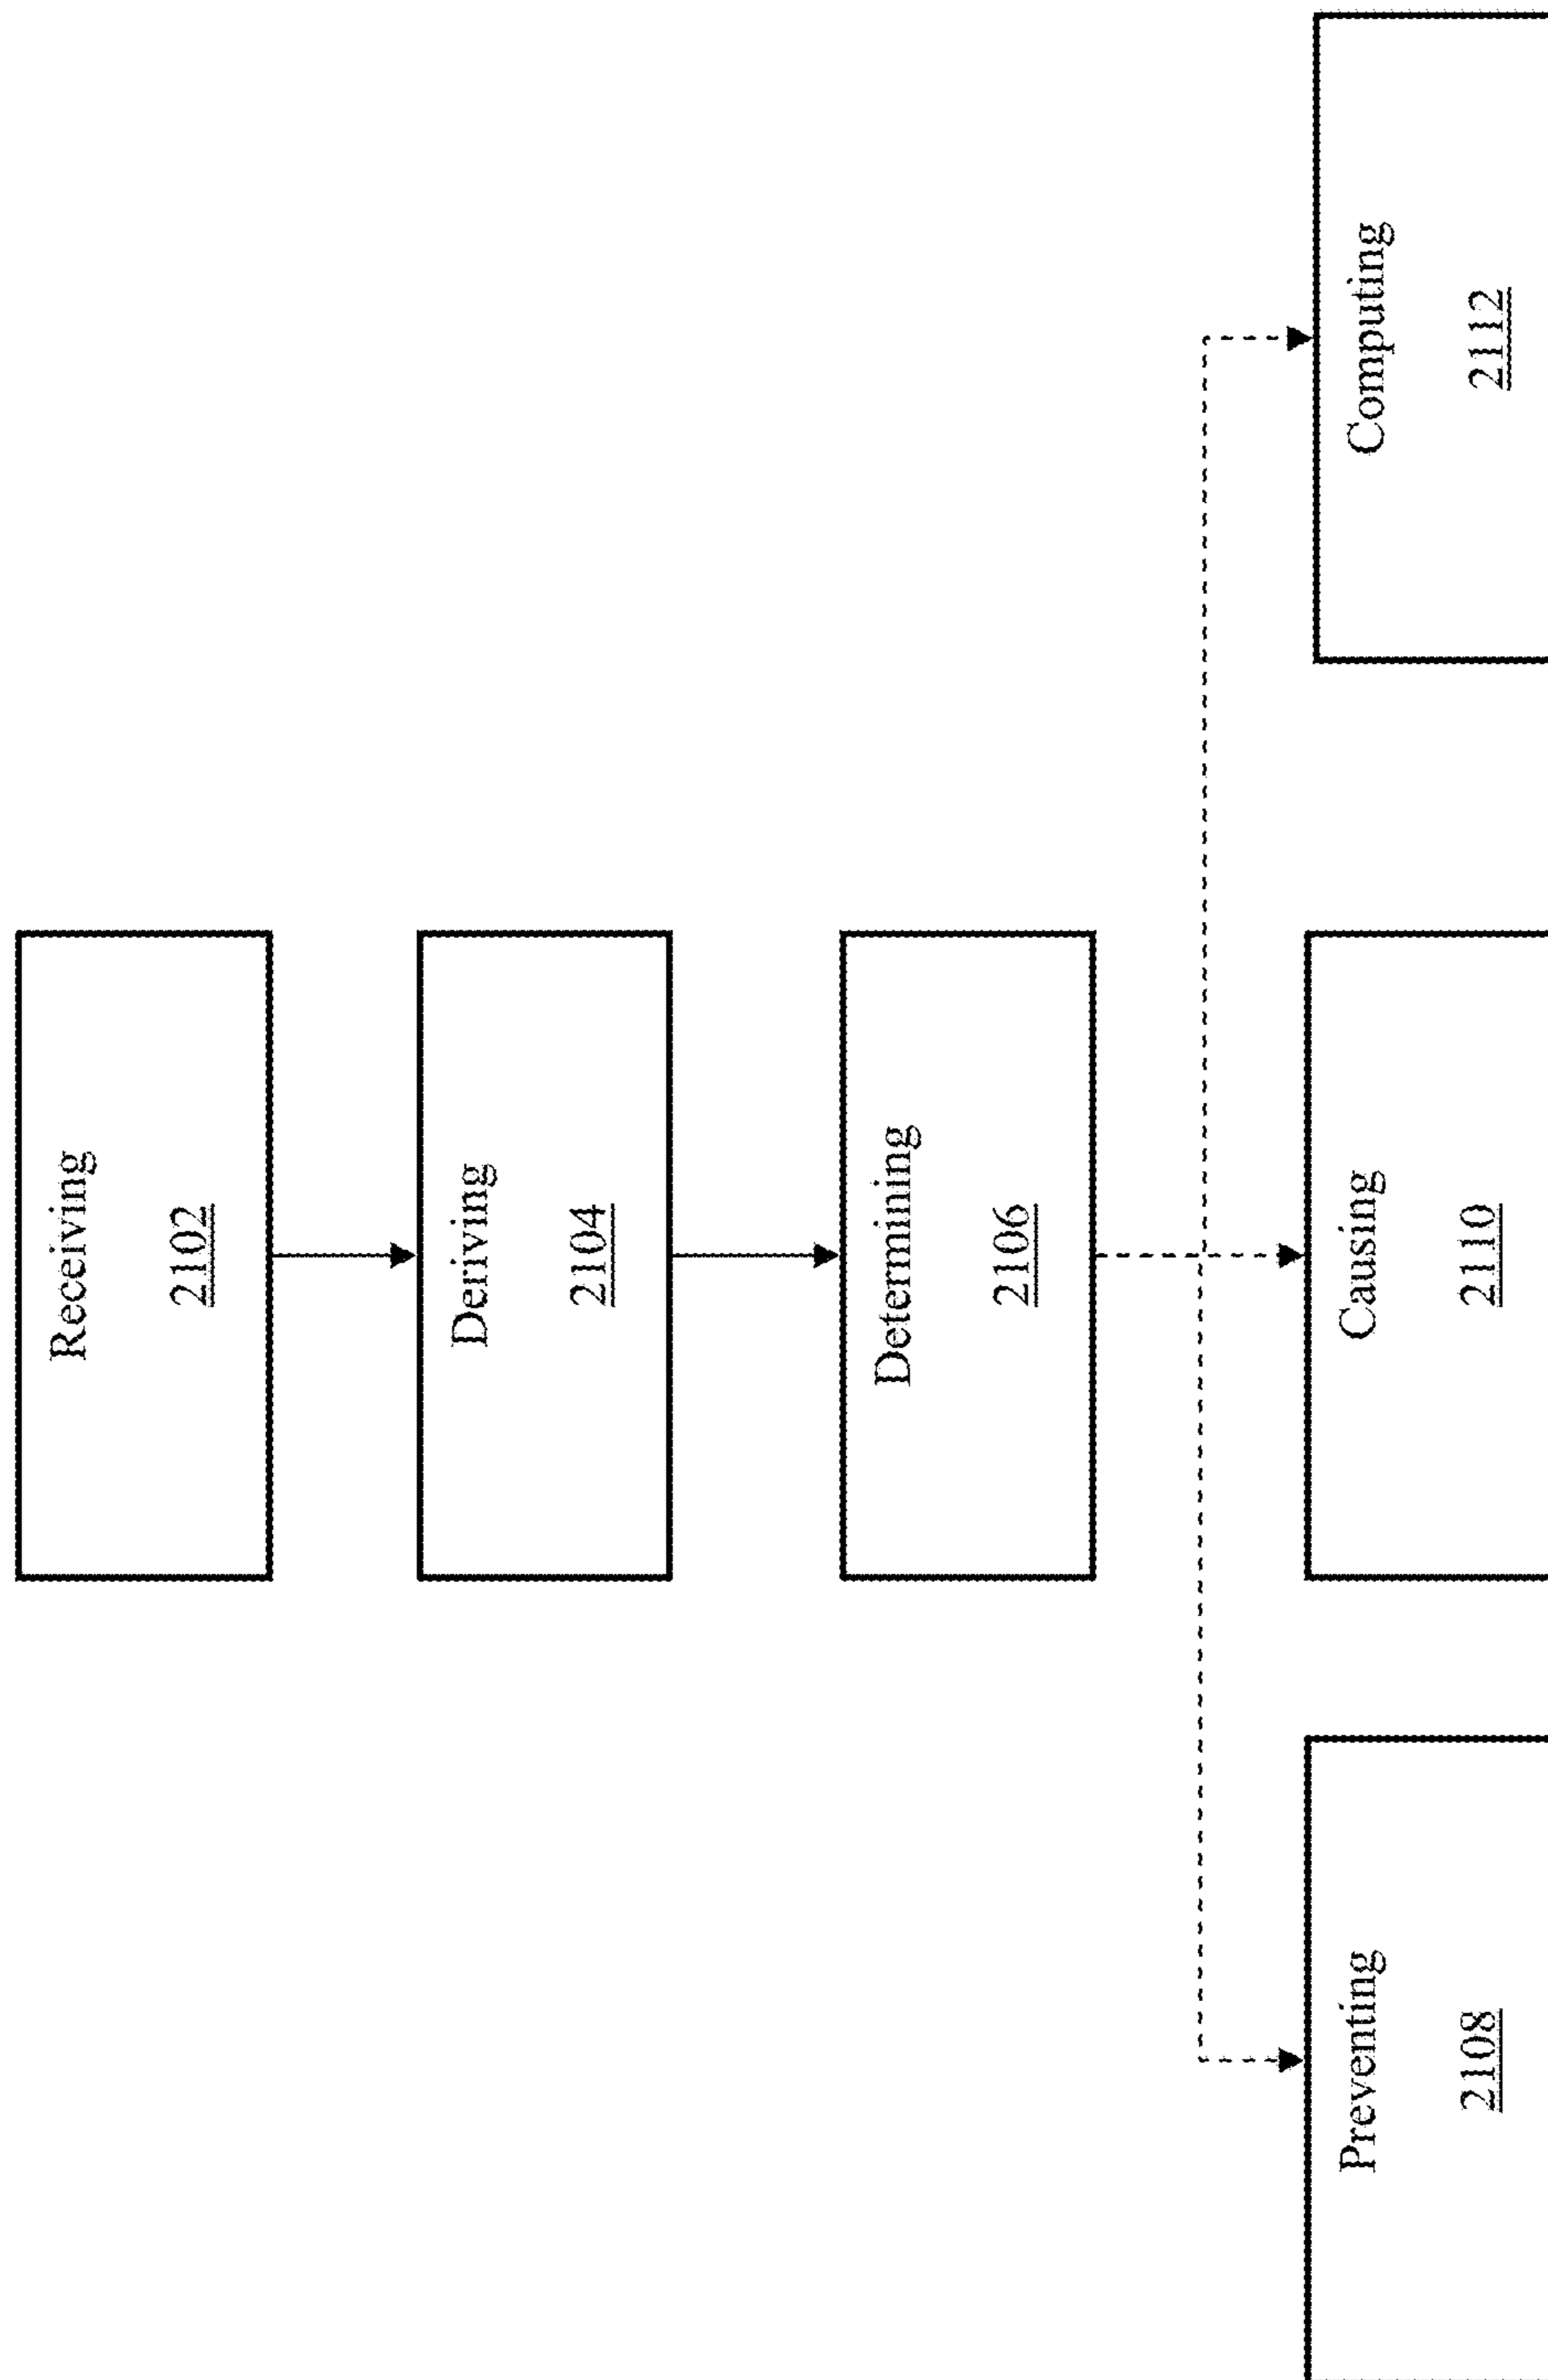 Receiving
2102
Deriving
2104
Determining
2106
Preventing
2108
Causing
2110
Computing
2112